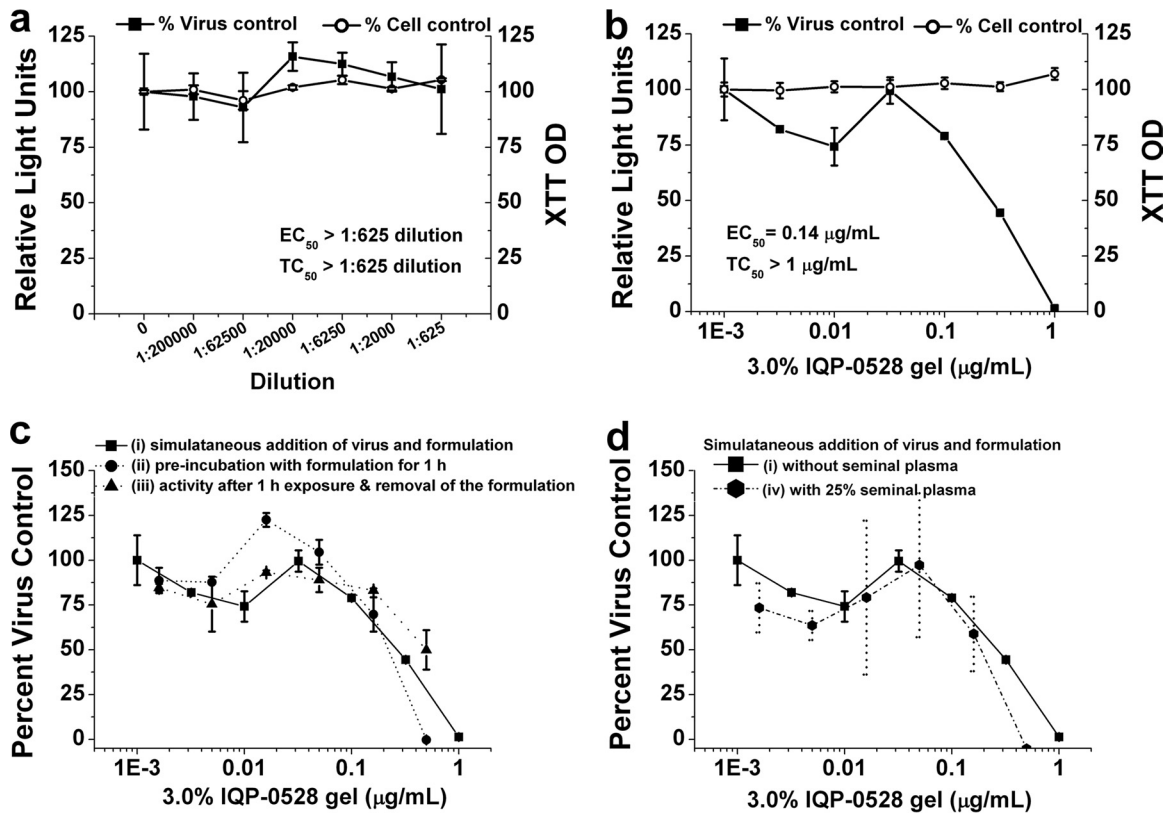 a
% Virus control
% Cell control
Relative Light Units
125
100
75
50
25
0
125
100
75
50
25
0
XTT OD
EC50 > 1:625 dilution
TC50 > 1:625 dilution
0
1:200000
1:62500
1:20000
1:6250
1:2000
1:625
Dilution
b
% Virus control
% Cell control
Relative Light Units
125
100
75
50
25
0
125
100
75
50
25
0
XTT OD
EC50= 0.14 μg/mL
TC50 > 1 μg/mL
1E-3
0.01
0.1
1
3.0% IQP-0528 gel (μg/mL)
c
(i) simulataneous addition of virus and formulation
(ii) pre-incubation with formulation for 1 h
(iii) activity after 1 h exposure & removal of the formulation
Percent Virus Control
150
125
100
75
50
25
0
1E-3
0.01
0.1
1
3.0% IQP-0528 gel (μg/mL)
d
Simulataneous addition of virus and formulation
(i) without seminal plasma
(iv) with 25% seminal plasma
Percent Virus Control
150
125
100
75
50
25
0
1E-3
0.01
0.1
1
3.0% IQP-0528 gel (μg/mL)